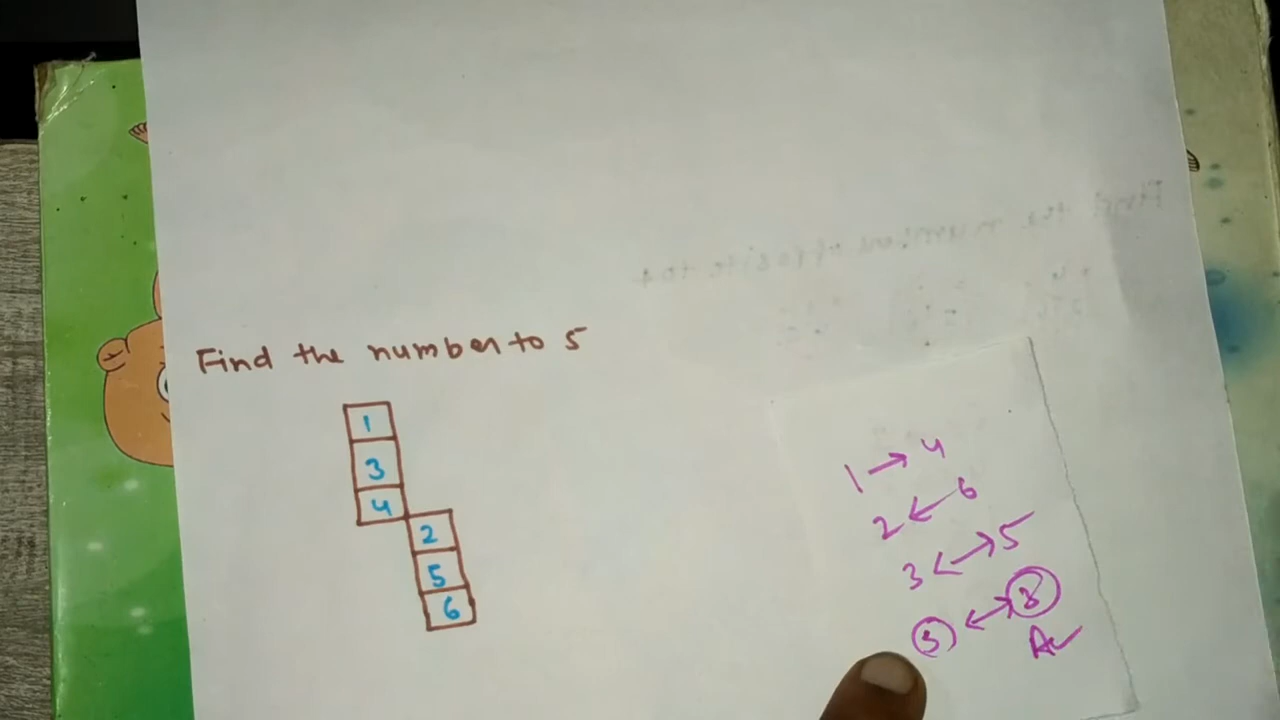 Find the number to 5
1
3
4
2
5
6
1 → 4
2 ← 6
3 ↔ 5
5 ↔ 3